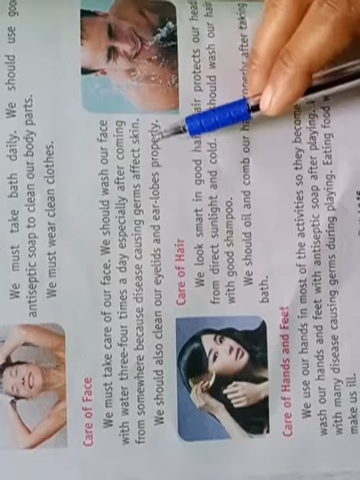 We must take bath daily. We should use
antiseptic soap to clean our body parts.
We must wear clean clothes.
Care of Face
We must take care of our face. We should wash our face
with water three-four times a day especially after coming
from somewhere because disease causing germs affect skin.
We should also clean our eyelids and ear-lobes properly.
Care of Hair
We look smart in good hair. Hair protects our
from direct sunlight and cold. should wash our hair
with good shampoo.
We should oil and comb our properly after taking
bath.
Care of Hands and Feet
We use our hands in most of the activities so they become
wash our hands and feet with antiseptic soap after playing.
with many disease causing germs during playing. Eating food
make us ill.